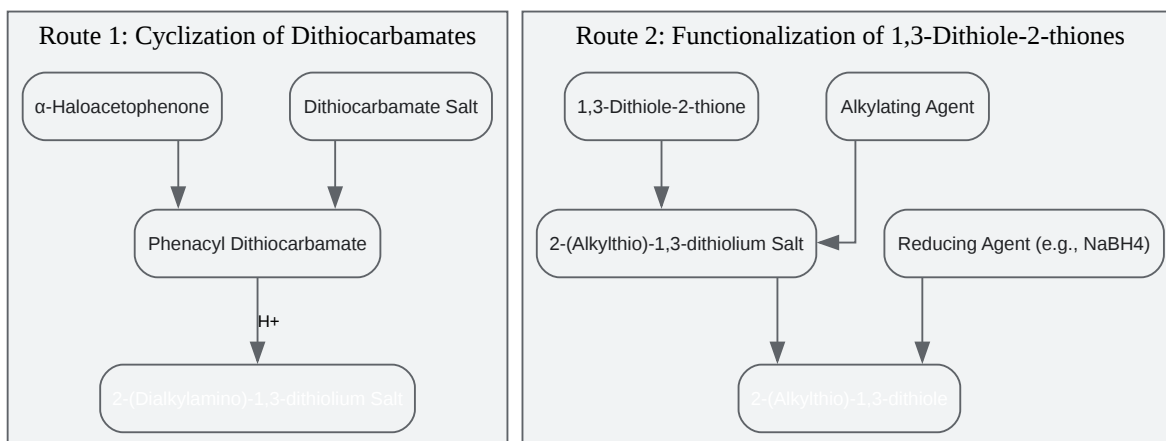 Route 1: Cyclization of Dithiocarbamates
α-Haloacetophenone
Dithiocarbamate Salt
Phenacyl Dithiocarbamate
H+
2-(Dialkylamino)-1,3-dithiolium Salt
Route 2: Functionalization of 1,3-Dithiole-2-thiones
1,3-Dithiole-2-thione
Alkylating Agent
2-(Alkylthio)-1,3-dithiolium Salt
Reducing Agent (e.g., NaBH4)
2-(Alkylthio)-1,3-dithiole